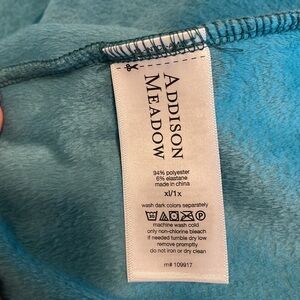 ADDISON
MEADOW
94% polyester
6% elastane
made in china
xl/1x
wash dark colors separately
machine wash cold
only non-chlorine bleach
if needed tumble dry low
remove promptly
do not iron or dry clean
m# 109917